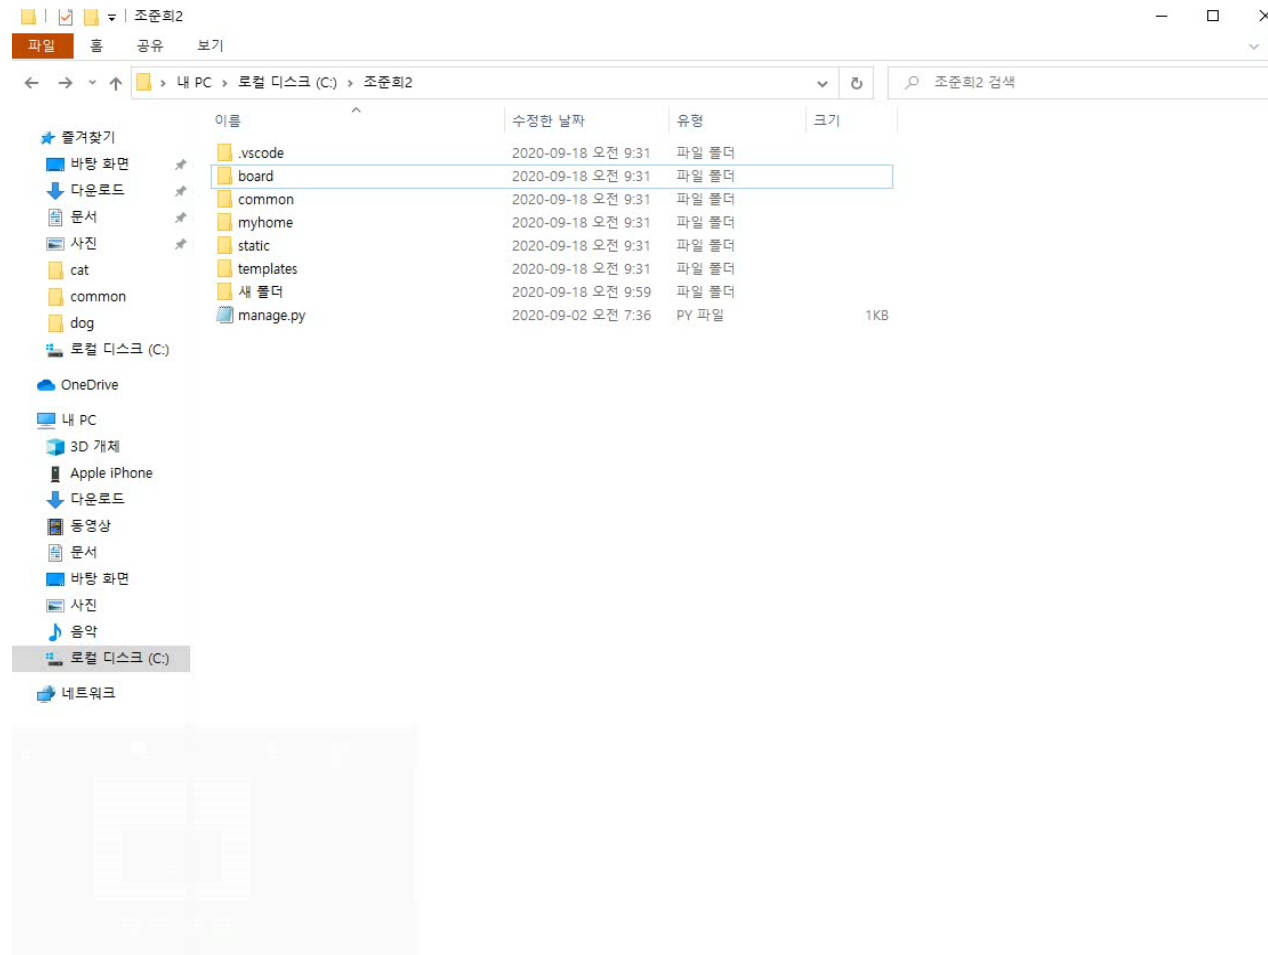 조준희2
파일 홈 공유 보기
내 PC › 로컬 디스크 (C:) › 조준희2
조준희2 검색
이름 수정한 날짜 유형 크기
.vscode 2020-09-18 오전 9:31 파일 폴더
board 2020-09-18 오전 9:31 파일 폴더
common 2020-09-18 오전 9:31 파일 폴더
myhome 2020-09-18 오전 9:31 파일 폴더
static 2020-09-18 오전 9:31 파일 폴더
templates 2020-09-18 오전 9:31 파일 폴더
새 폴더 2020-09-18 오전 9:59 파일 폴더
manage.py 2020-09-02 오전 7:36 PY 파일 1KB
즐겨찾기
바탕 화면
다운로드
문서
사진
cat
common
dog
로컬 디스크 (C:)
OneDrive
내 PC
3D 개체
Apple iPhone
다운로드
동영상
문서
바탕 화면
사진
음악
로컬 디스크 (C:)
네트워크